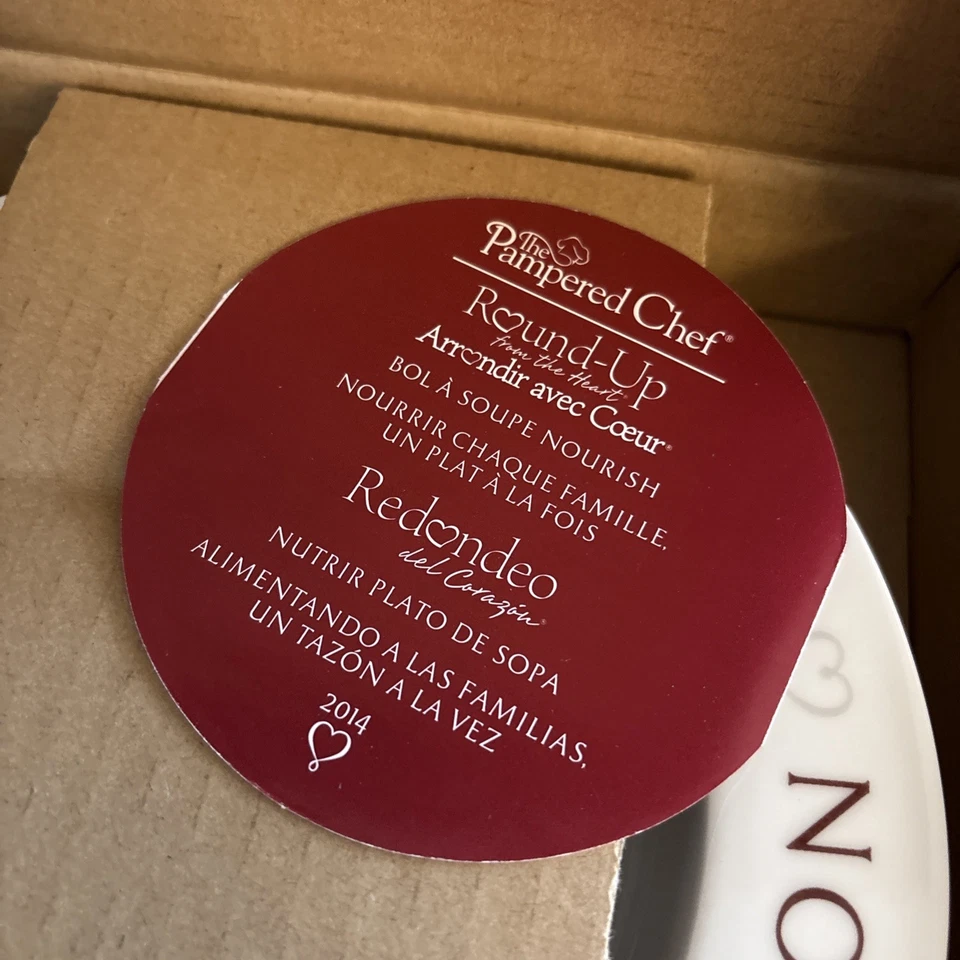 The
Pampered Chef®
Round-Up
from the Heart®
Arrondir avec Cœur®
BOL À SOUPE NOURISH
NOURRIR CHAQUE FAMILLE,
UN PLAT À LA FOIS
Redondeo
del Corazón®
NUTRIR PLATO DE SOPA
ALIMENTANDO A LAS FAMILIAS,
UN TAZÓN A LA VEZ
2014
NO